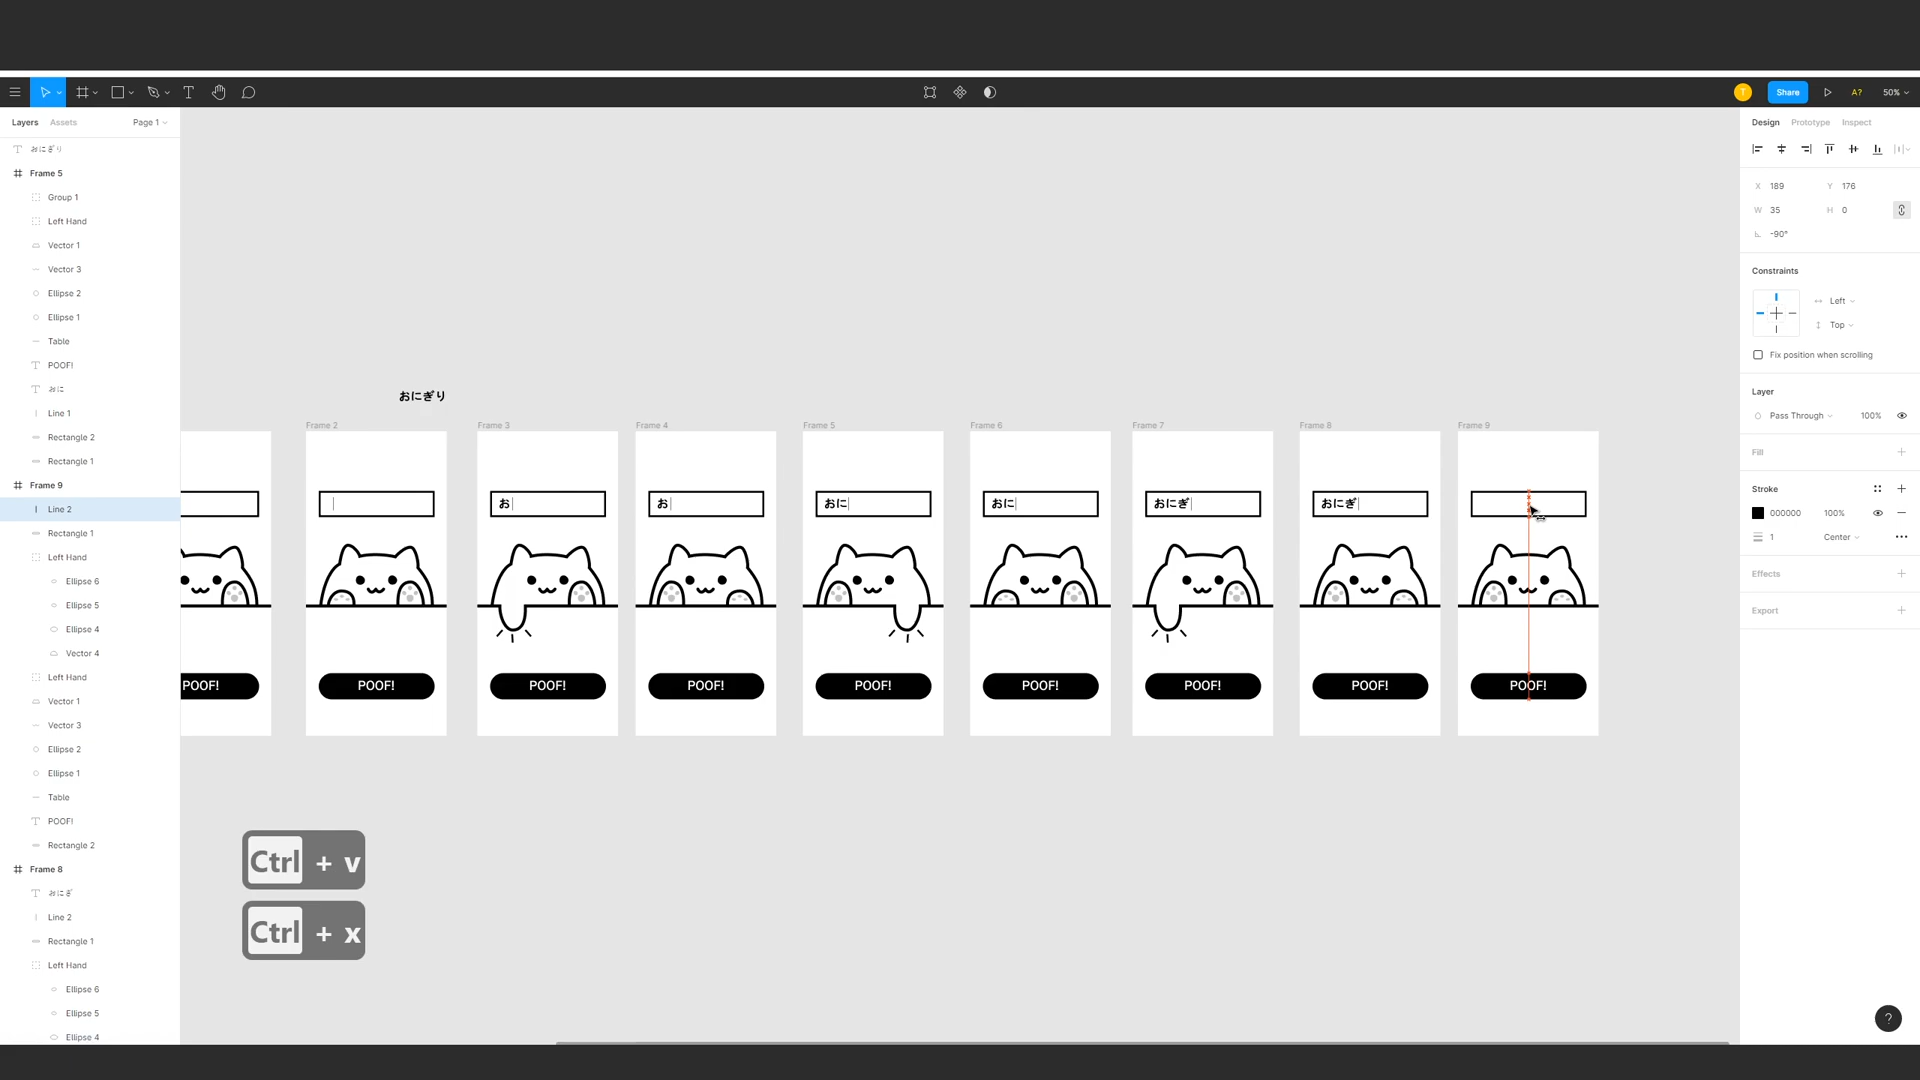 Share
A?
50%
Layers
Assets
Page 1
おにぎり
Frame 5
Group 1
Left Hand
Vector 1
Vector 3
Ellipse 2
Ellipse 1
Table
POOF!
おに
Line 1
Rectangle 2
Rectangle 1
Frame 9
Line 2
Rectangle 1
Left Hand
Ellipse 6
Ellipse 5
Ellipse 4
Vector 4
Left Hand
Vector 1
Vector 3
Ellipse 2
Ellipse 1
Table
POOF!
Rectangle 2
Frame 8
おにぎ
Line 2
Rectangle 1
Left Hand
Ellipse 6
Ellipse 5
Ellipse 4
おにぎり
Frame 2
Frame 3
Frame 4
Frame 5
Frame 6
Frame 7
Frame 8
Frame 9
お
お
おに
おに
おにぎ
おにぎ
POOF!
POOF!
POOF!
POOF!
POOF!
POOF!
POOF!
POOF!
POOF!
Ctrl + v
Ctrl + x
Design
Prototype
Inspect
X 189
Y 176
W 35
H 0
-90°
Constraints
Left
Top
Fix position when scrolling
Layer
Pass Through
100%
Fill
Stroke
000000
100%
1
Center
Effects
Export
T
?